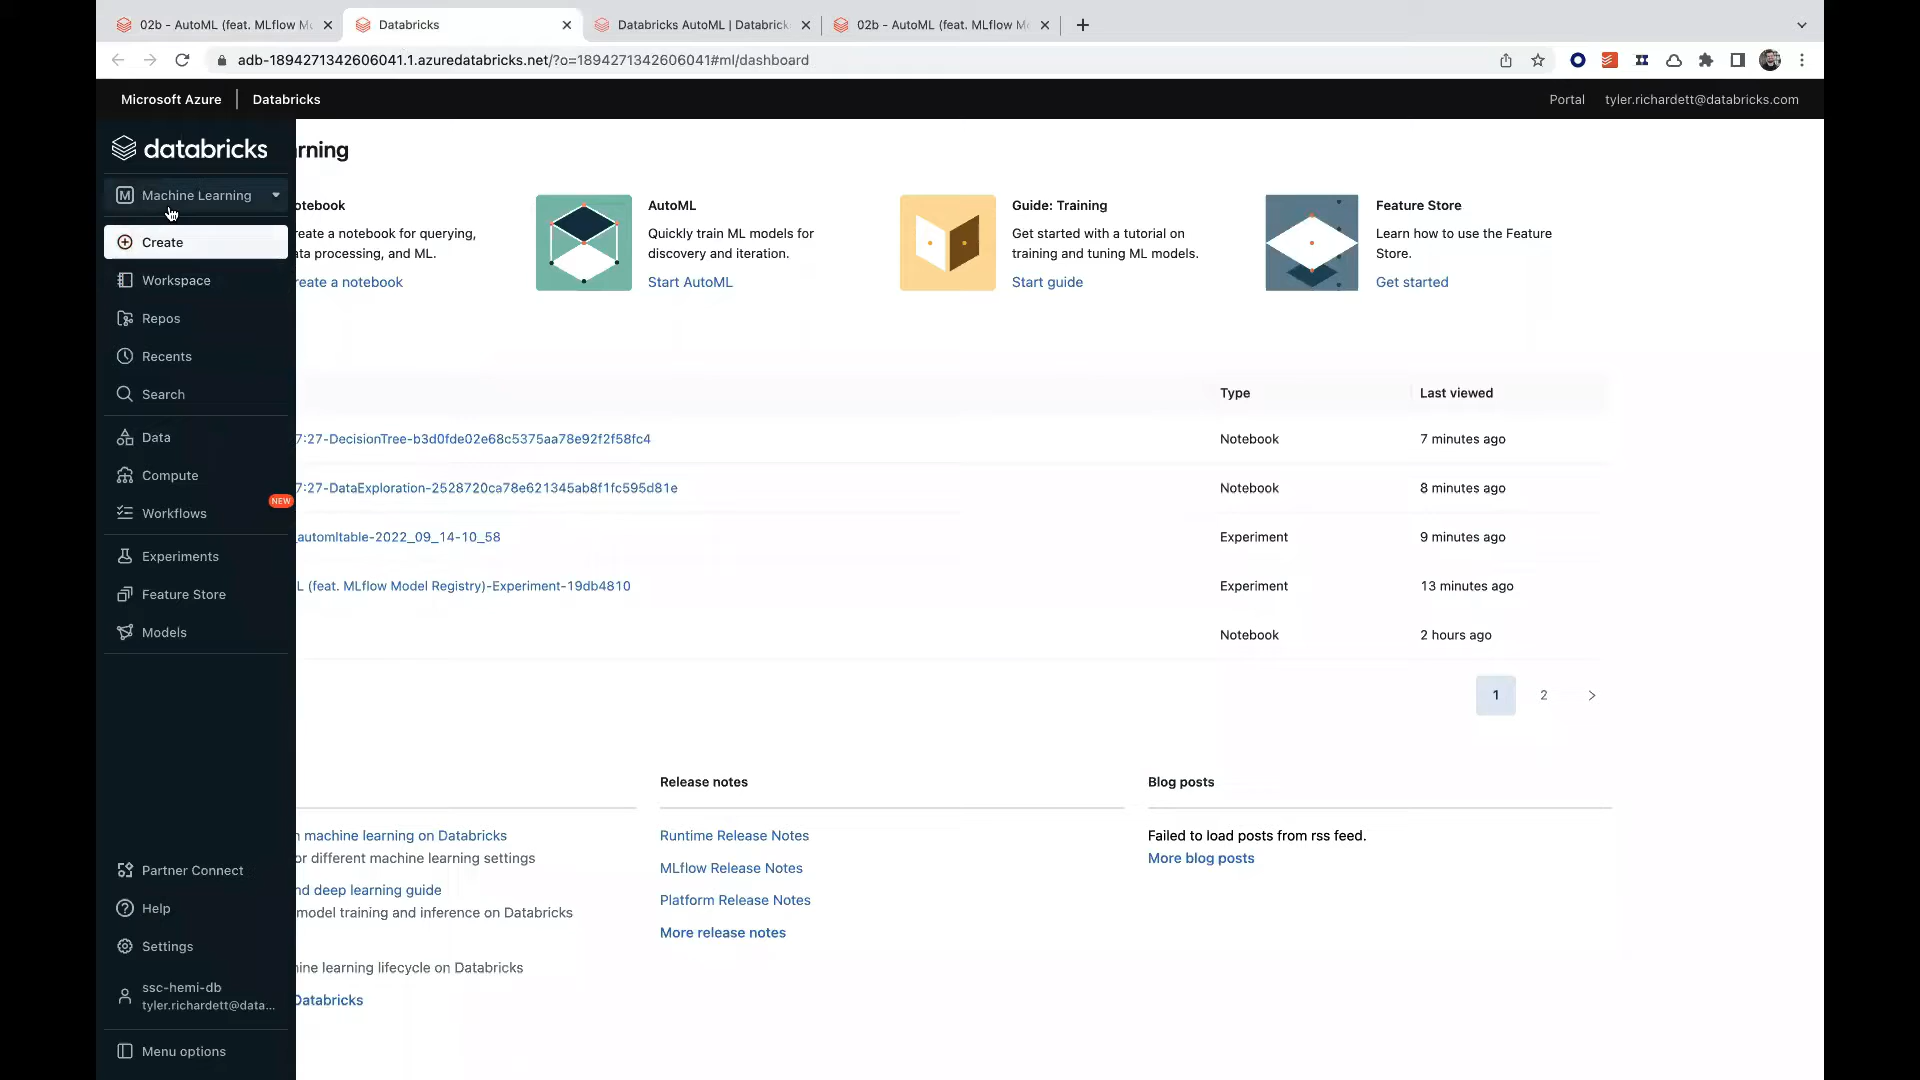 02b - AutoML (feat. MLflow M
Databricks
Databricks AutoML | Databrick
02b - AutoML (feat. MLflow M
adb-1894271342606041.1.azuredatabricks.net/?o=1894271342606041#ml/dashboard
Microsoft Azure
Databricks
Portal
tyler.richardett@databricks.com
databricks
M Machine Learning
Create
Workspace
Repos
Recents
Search
Data
Compute
NEW
Workflows
Experiments
Feature Store
Models
Partner Connect
Help
Settings
ssc-hemi-db
tyler.richardett@data...
Menu options
rning
otebook
reate a notebook for querying,
ata processing, and ML.
reate a notebook
AutoML
Quickly train ML models for
discovery and iteration.
Start AutoML
Guide: Training
Get started with a tutorial on
training and tuning ML models.
Start guide
Feature Store
Learn how to use the Feature
Store.
Get started
Type Last viewed
7:27-DecisionTree-b3d0fde02e68c5375aa78e92f2f58fc4 Notebook 7 minutes ago
7:27-DataExploration-2528720ca78e621345ab8f1fc595d81e Notebook 8 minutes ago
_automltable-2022_09_14-10_58 Experiment 9 minutes ago
L (feat. MLflow Model Registry)-Experiment-19db4810 Experiment 13 minutes ago
Notebook 2 hours ago
1 2 >
n machine learning on Databricks
or different machine learning settings
nd deep learning guide
model training and inference on Databricks
ine learning lifecycle on Databricks
Databricks
Release notes
Runtime Release Notes
MLflow Release Notes
Platform Release Notes
More release notes
Blog posts
Failed to load posts from rss feed.
More blog posts